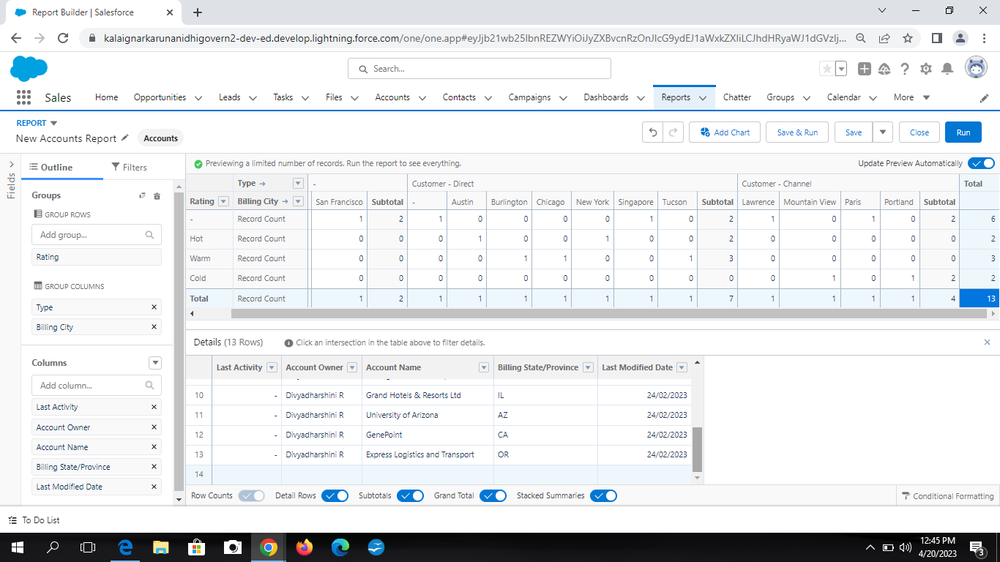 Report Builder | Salesforce
kalaignarkarunanidhigovern2-dev-ed.develop.lightning.force.com/one/one.app#eyJjb21wb25lbnREZWYiOiJyZXBvcnRzOnJlcG9ydEJ1aWxkZXIiLCJhdHRyaWJ1dGVzIj...
Search...
Sales Home Opportunities Leads Tasks Files Accounts Contacts Campaigns Dashboards Reports Chatter Groups Calendar More
REPORT
New Accounts Report Accounts
Add Chart Save & Run Save Close Run
Fields
Outline Filters
Previewing a limited number of records. Run the report to see everything. Update Preview Automatically
Groups
GROUP ROWS
Add group...
Rating
GROUP COLUMNS
Type
Billing City
Columns
Add column...
Last Activity
Account Owner
Account Name
Billing State/Province
Last Modified Date
Type → - Customer - Direct Customer - Channel Total
Rating Billing City → San Francisco Subtotal - Austin Burlington Chicago New York Singapore Tucson Subtotal Lawrence Mountain View Paris Portland Subtotal
- Record Count 1 2 1 0 0 0 0 1 0 2 1 0 1 0 2 6
Hot Record Count 0 0 0 1 0 0 1 0 0 2 0 0 0 0 0 2
Warm Record Count 0 0 0 0 1 1 0 0 1 3 0 0 0 0 0 3
Cold Record Count 0 0 0 0 0 0 0 0 0 0 0 1 0 1 2 2
Total Record Count 1 2 1 1 1 1 1 1 1 7 1 1 1 1 4 13
Details (13 Rows) Click an intersection in the table above to filter details.
Last Activity Account Owner Account Name Billing State/Province Last Modified Date
10 - Divyadharshini R Grand Hotels & Resorts Ltd IL 24/02/2023
11 - Divyadharshini R University of Arizona AZ 24/02/2023
12 - Divyadharshini R GenePoint CA 24/02/2023
13 - Divyadharshini R Express Logistics and Transport OR 24/02/2023
14
Row Counts Detail Rows Subtotals Grand Total Stacked Summaries Conditional Formatting
To Do List
12:45 PM
4/20/2023
3